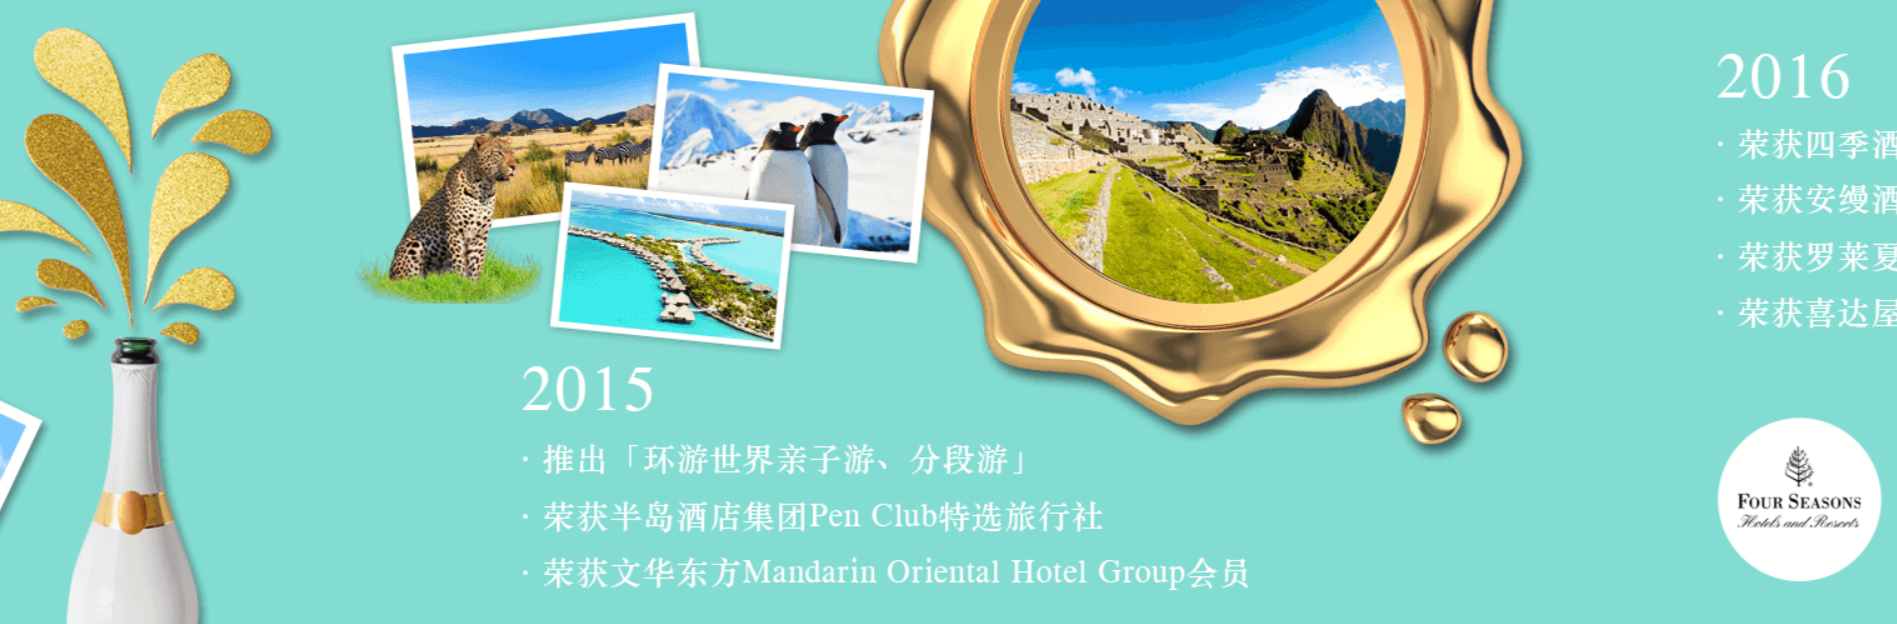 2015
· 推出「环游世界亲子游、分段游」
· 荣获半岛酒店集团Pen Club特选旅行社
· 荣获文华东方Mandarin Oriental Hotel Group会员
2016
· 荣获四季酒
· 荣获安缦酒
· 荣获罗莱夏
· 荣获喜达屋
FOUR SEASONS
Hotels and Resorts